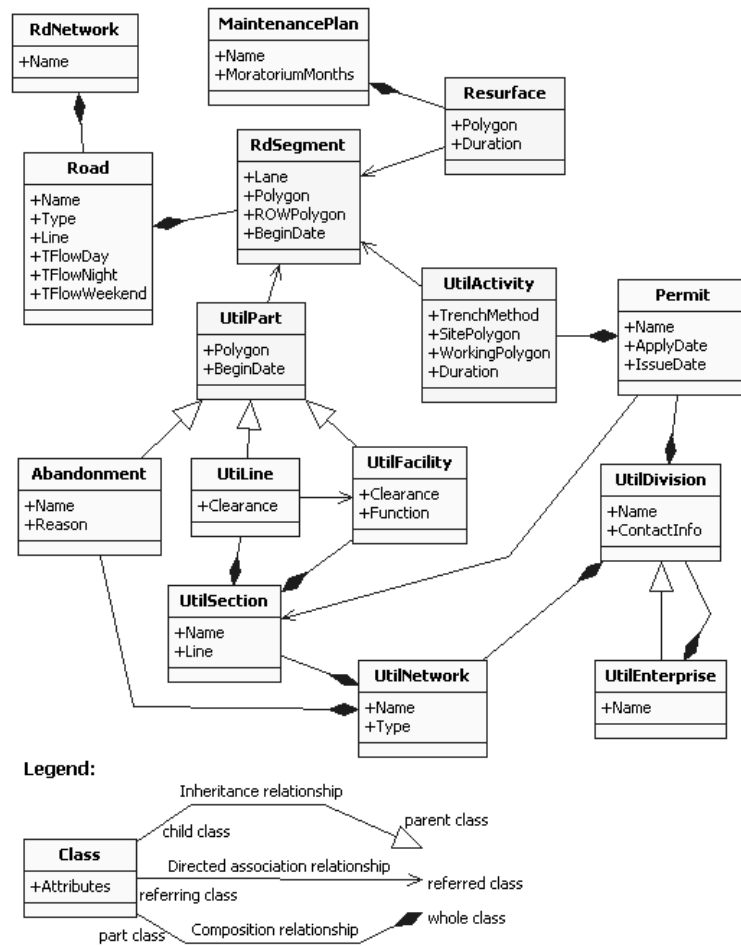 RdNetwork
+Name
MaintenancePlan
+Name
+MoratoriumMonths
Resurface
+Polygon
+Duration
RdSegment
+Lane
+Polygon
+ROWPolygon
+BeginDate
Road
+Name
+Type
+Line
+TFlowDay
+TFlowNight
+TFlowWeekend
UtilActivity
+TrenchMethod
+SitePolygon
+WorkingPolygon
+Duration
Permit
+Name
+ApplyDate
+IssueDate
UtilPart
+Polygon
+BeginDate
Abandonment
+Name
+Reason
UtiLine
+Clearance
UtilFacility
+Clearance
+Function
UtilDivision
+Name
+ContactInfo
UtilSection
+Name
+Line
UtilNetwork
+Name
+Type
UtilEnterprise
+Name
Legend:
Inheritance relationship
child class
parent class
Class
+Attributes
Directed association relationship
referring class
referred class
Composition relationship
part class
whole class